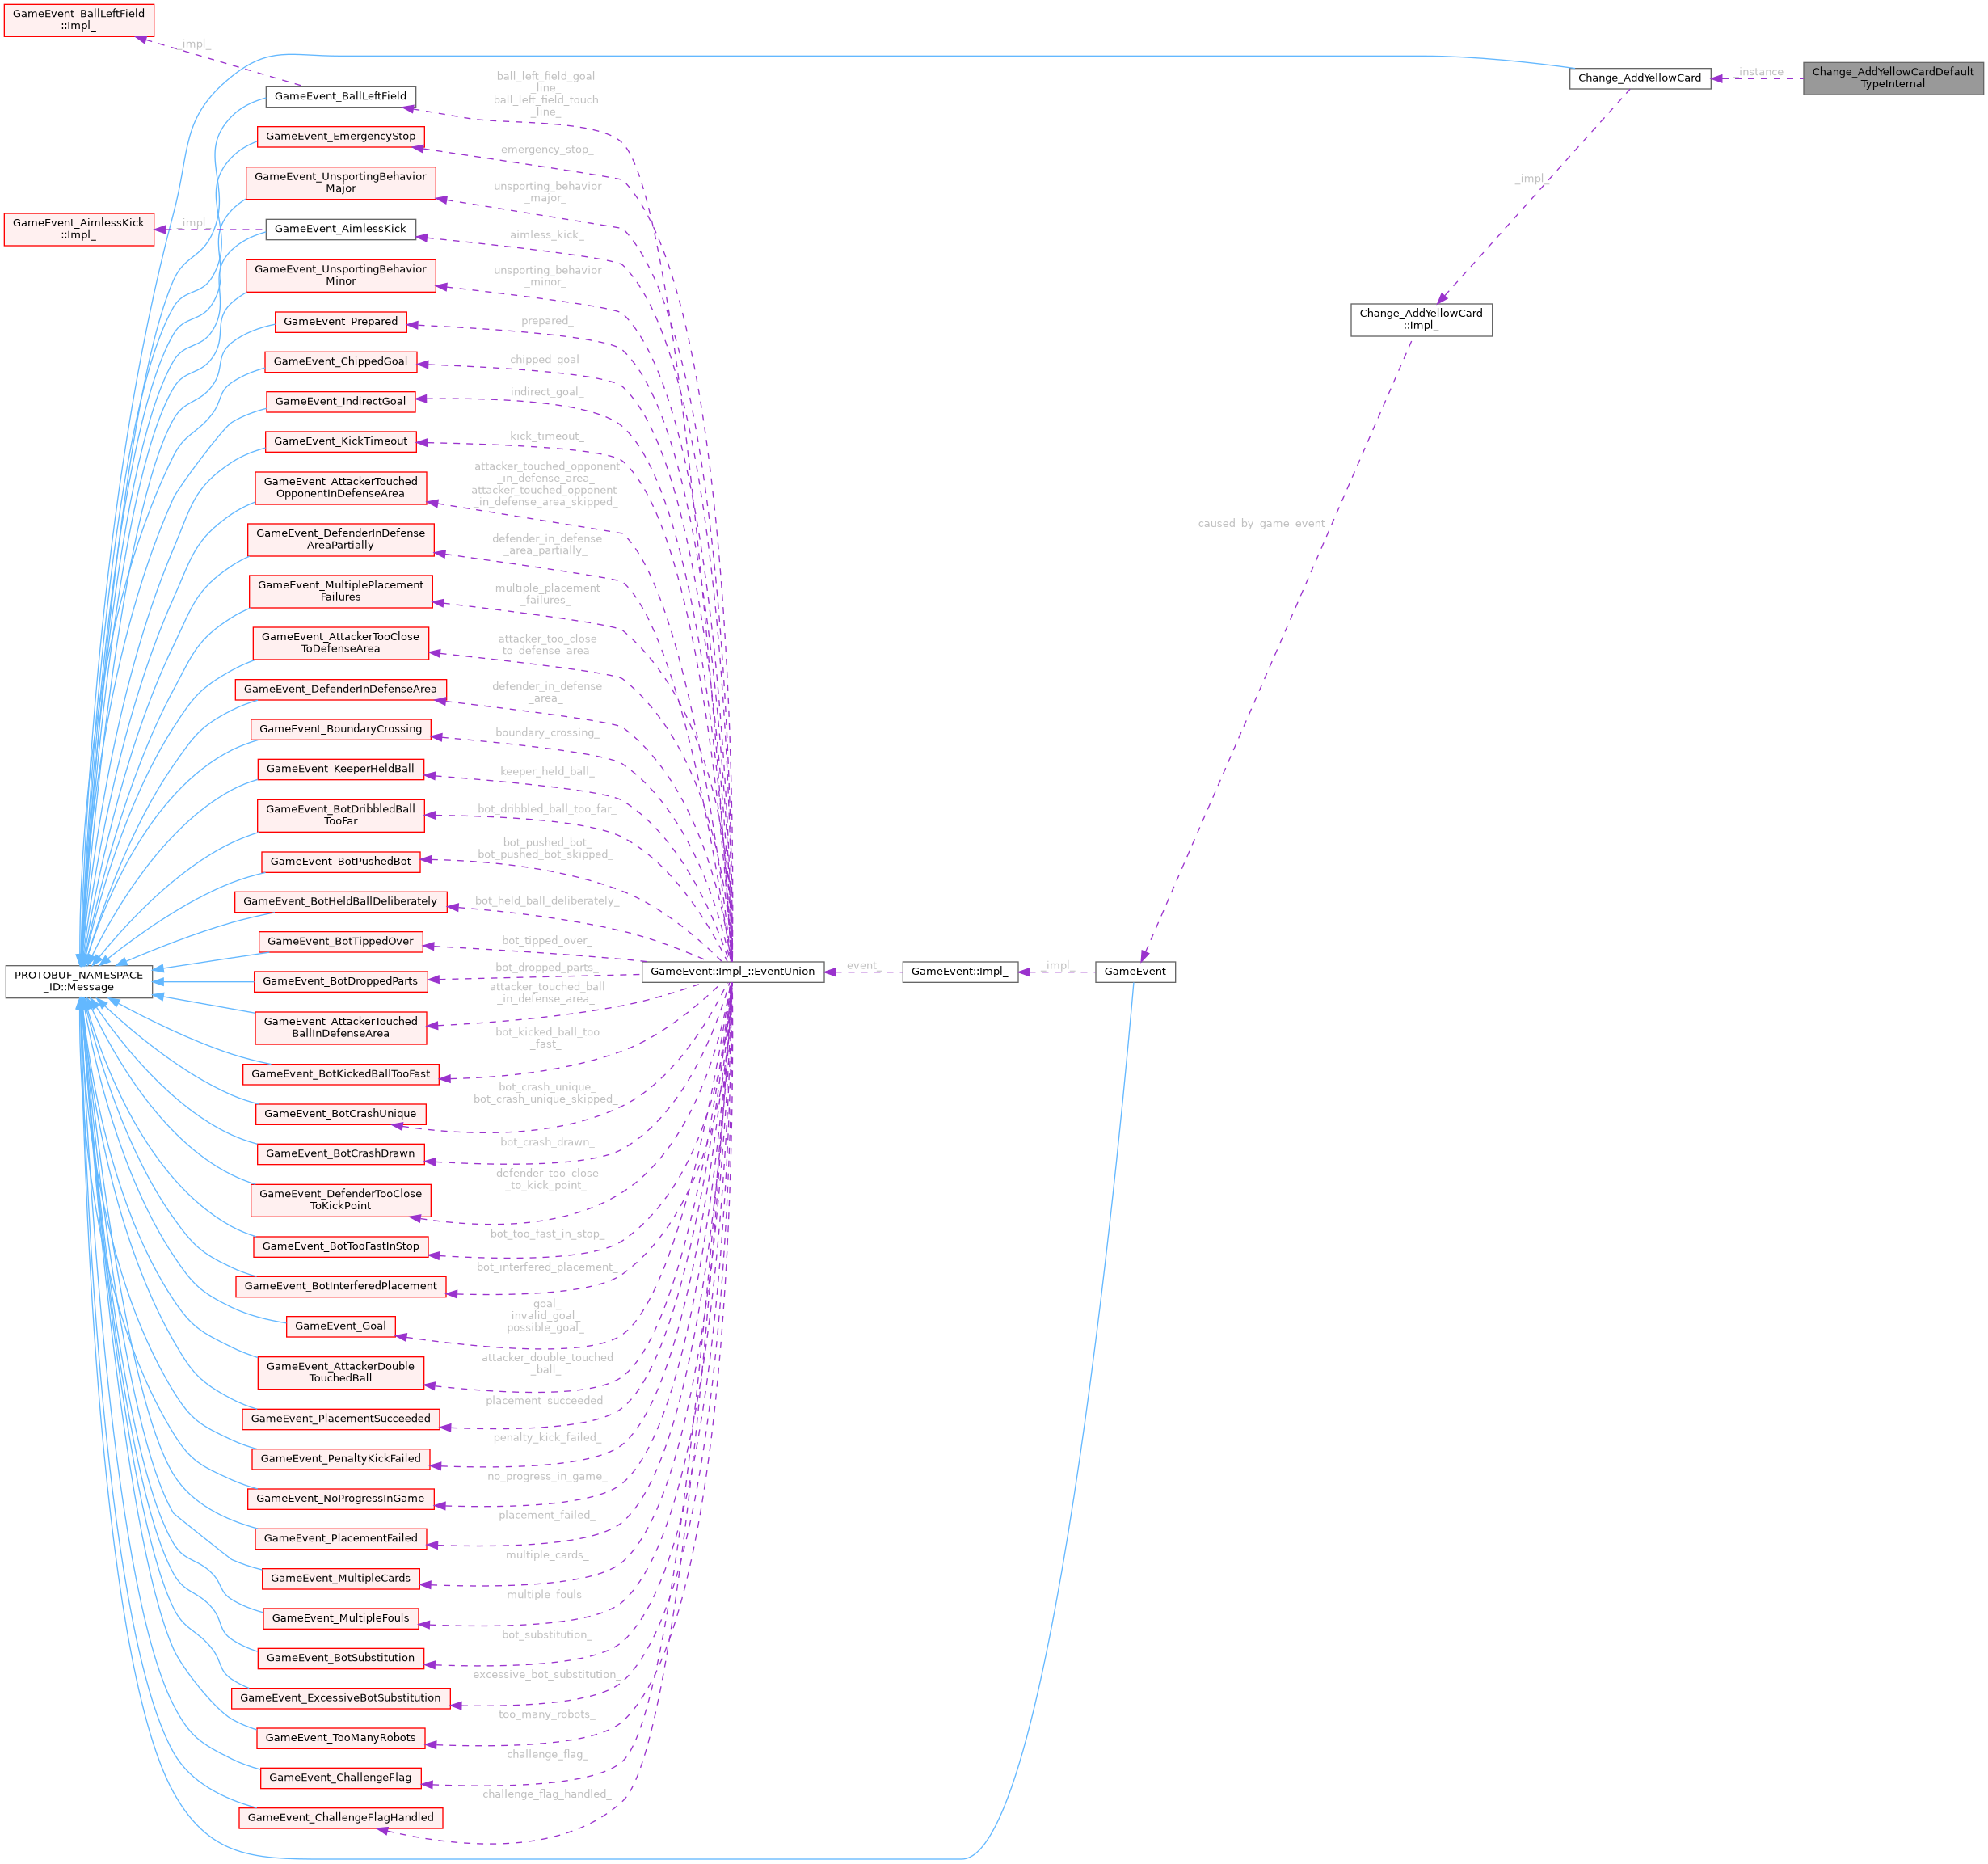 GameEvent_BallLeftField
::Impl_
_impl_
GameEvent_BallLeftField
ball_left_field_goal
_line_
ball_left_field_touch
_line_
Change_AddYellowCard
_instance
Change_AddYellowCardDefault
TypeInternal
GameEvent_EmergencyStop
emergency_stop_
GameEvent_UnsportingBehavior
Major
unsporting_behavior
_major_
_impl_
GameEvent_AimlessKick
::Impl_
_impl_
GameEvent_AimlessKick
aimless_kick_
GameEvent_UnsportingBehavior
Minor
unsporting_behavior
_minor_
Change_AddYellowCard
::Impl_
GameEvent_Prepared
prepared_
GameEvent_ChippedGoal
chipped_goal_
GameEvent_IndirectGoal
indirect_goal_
GameEvent_KickTimeout
kick_timeout_
GameEvent_AttackerTouched
OpponentInDefenseArea
attacker_touched_opponent
_in_defense_area_
attacker_touched_opponent
_in_defense_area_skipped_
caused_by_game_event_
GameEvent_DefenderInDefense
AreaPartially
defender_in_defense
_area_partially_
GameEvent_MultiplePlacement
Failures
multiple_placement
_failures_
GameEvent_AttackerTooClose
ToDefenseArea
attacker_too_close
_to_defense_area_
GameEvent_DefenderInDefenseArea
defender_in_defense
_area_
GameEvent_BoundaryCrossing
boundary_crossing_
GameEvent_KeeperHeldBall
keeper_held_ball_
GameEvent_BotDribbledBall
TooFar
bot_dribbled_ball_too_far_
GameEvent_BotPushedBot
bot_pushed_bot_
bot_pushed_bot_skipped_
GameEvent_BotHeldBallDeliberately
bot_held_ball_deliberately_
GameEvent_BotTippedOver
bot_tipped_over_
PROTOBUF_NAMESPACE
_ID::Message
GameEvent_BotDroppedParts
bot_dropped_parts_
GameEvent::Impl_::EventUnion
event_
GameEvent::Impl_
_impl_
GameEvent
GameEvent_AttackerTouched
BallInDefenseArea
attacker_touched_ball
_in_defense_area_
GameEvent_BotKickedBallTooFast
bot_kicked_ball_too
_fast_
GameEvent_BotCrashUnique
bot_crash_unique_
bot_crash_unique_skipped_
GameEvent_BotCrashDrawn
bot_crash_drawn_
GameEvent_DefenderTooClose
ToKickPoint
defender_too_close
_to_kick_point_
GameEvent_BotTooFastInStop
bot_too_fast_in_stop_
GameEvent_BotInterferedPlacement
bot_interfered_placement_
GameEvent_Goal
goal_
invalid_goal_
possible_goal_
GameEvent_AttackerDouble
TouchedBall
attacker_double_touched
_ball_
GameEvent_PlacementSucceeded
placement_succeeded_
GameEvent_PenaltyKickFailed
penalty_kick_failed_
GameEvent_NoProgressInGame
no_progress_in_game_
GameEvent_PlacementFailed
placement_failed_
GameEvent_MultipleCards
multiple_cards_
GameEvent_MultipleFouls
multiple_fouls_
GameEvent_BotSubstitution
bot_substitution_
GameEvent_ExcessiveBotSubstitution
excessive_bot_substitution_
GameEvent_TooManyRobots
too_many_robots_
GameEvent_ChallengeFlag
challenge_flag_
GameEvent_ChallengeFlagHandled
challenge_flag_handled_